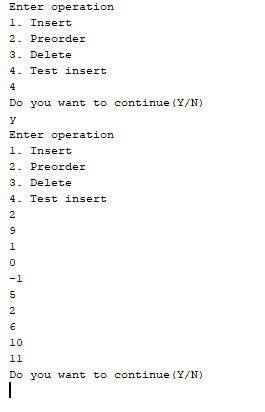 Enter operation
1. Insert
2. Preorder
3. Delete
4. Test insert
4
Do you want to continue(Y/N)
y
Enter operation
1. Insert
2. Preorder
3. Delete
4. Test insert
2
9
1
0
-1
5
2
6
10
11
Do you want to continue(Y/N)